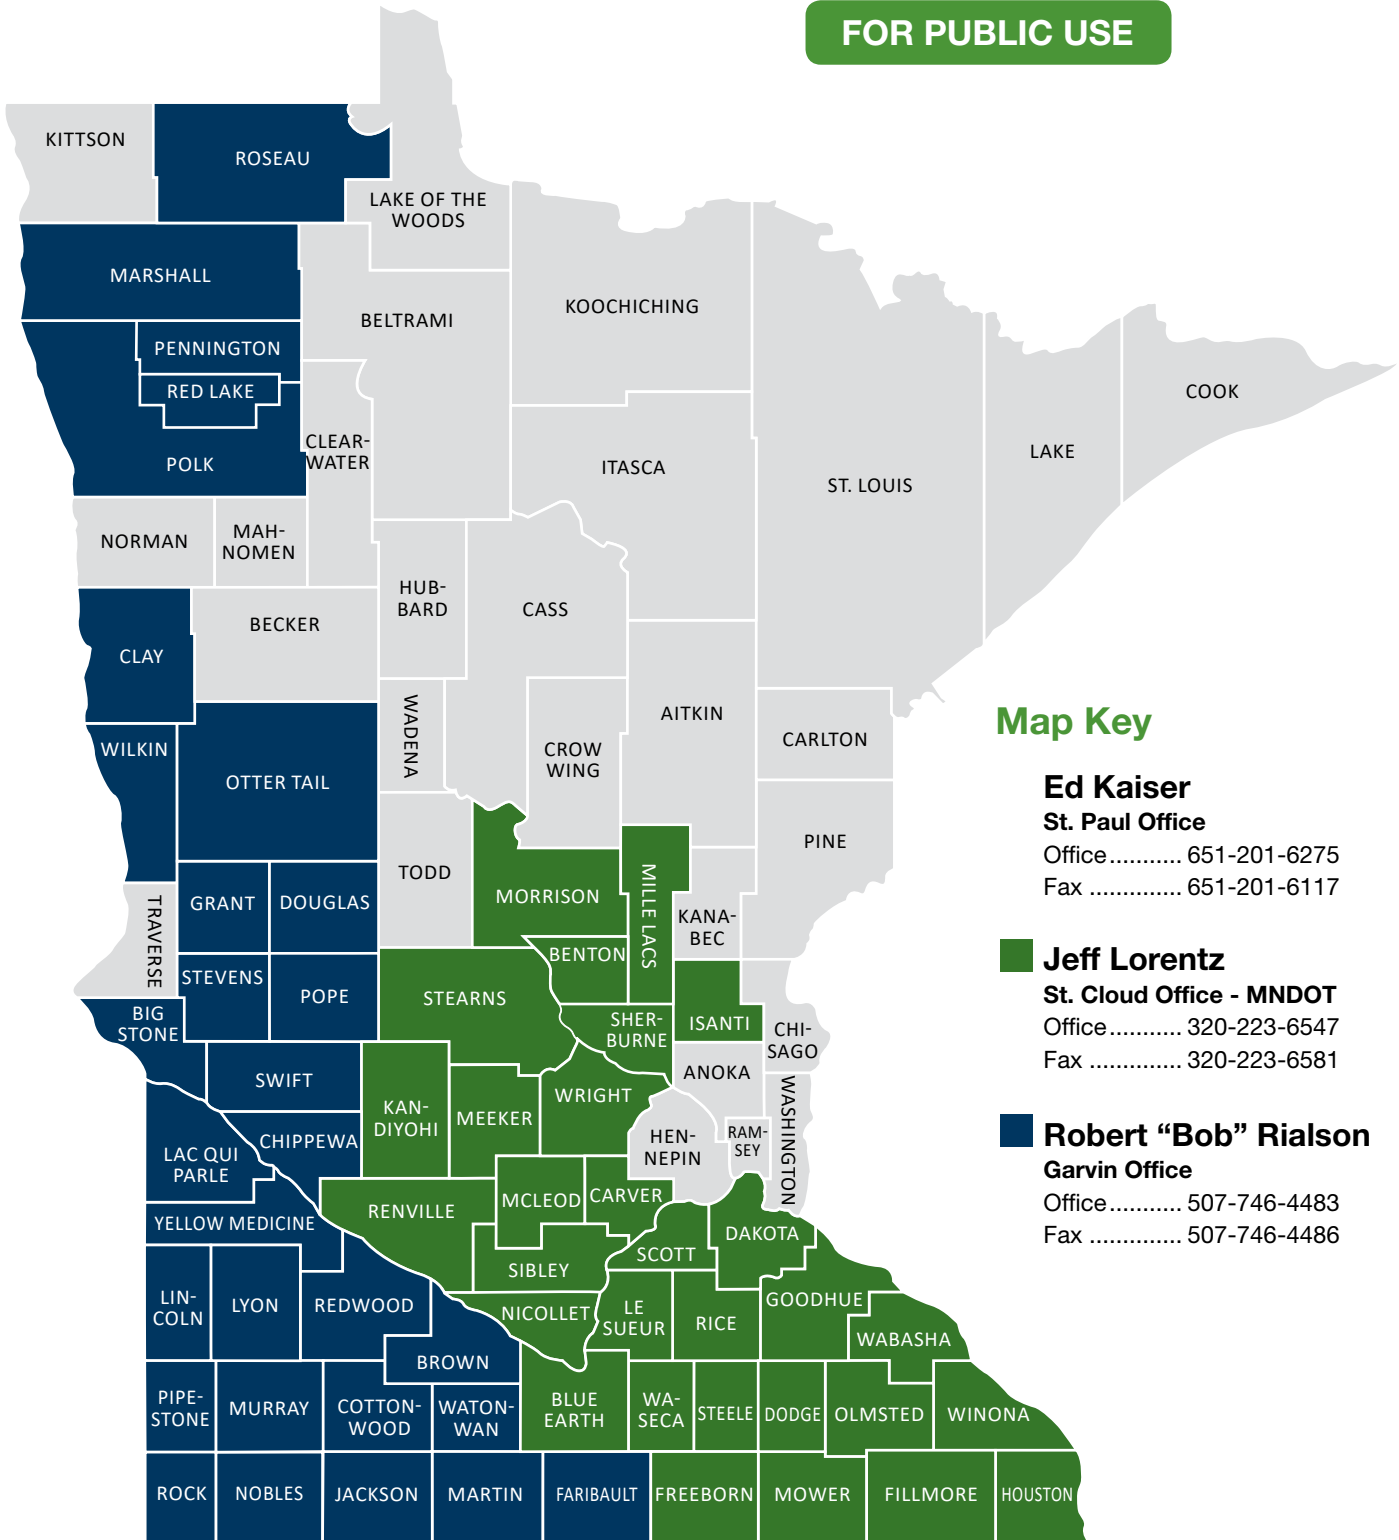 FOR PUBLIC USE
KITTSON
ROSEAU
LAKE OF THE
WOODS
MARSHALL
BELTRAMI
KOOCHICHING
PENNINGTON
RED LAKE
COOK
CLEAR-
WATER
LAKE
POLK
ITASCA
ST. LOUIS
NORMAN
MAH-
NOMEN
HUB-
BARD
CASS
BECKER
CLAY
WADENA
AITKIN
CARLTON
WILKIN
CROW
WING
OTTER TAIL
PINE
TODD
MORRISON
MILLE LACS
GRANT
DOUGLAS
KANA-
BEC
TRAVERSE
BENTON
STEVENS
POPE
STEARNS
BIG
STONE
SHER-
BURNE
ISANTI
CHI-
SAGO
ANOKA
SWIFT
WRIGHT
WASHINGTON
KAN-
DIYOHI
MEEKER
CHIPPEWA
HEN-
NEPIN
RAM-
SEY
LAC QUI
PARLE
MCLEOD
CARVER
RENVILLE
YELLOW MEDICINE
DAKOTA
SCOTT
SIBLEY
LIN-
COLN
LYON
REDWOOD
NICOLLET
LE
SUEUR
RICE
GOODHUE
WABASHA
BROWN
PIPE-
STONE
MURRAY
COTTON-
WOOD
WATON-
WAN
BLUE
EARTH
WA-
SECA
STEELE
DODGE
OLMSTED
WINONA
ROCK
NOBLES
JACKSON
MARTIN
FARIBAULT
FREEBORN
MOWER
FILLMORE
HOUSTON
Map Key
Ed Kaiser
St. Paul Office
Office........... 651-201-6275
Fax .............. 651-201-6117
Jeff Lorentz
St. Cloud Office - MNDOT
Office........... 320-223-6547
Fax .............. 320-223-6581
Robert “Bob” Rialson
Garvin Office
Office........... 507-746-4483
Fax .............. 507-746-4486